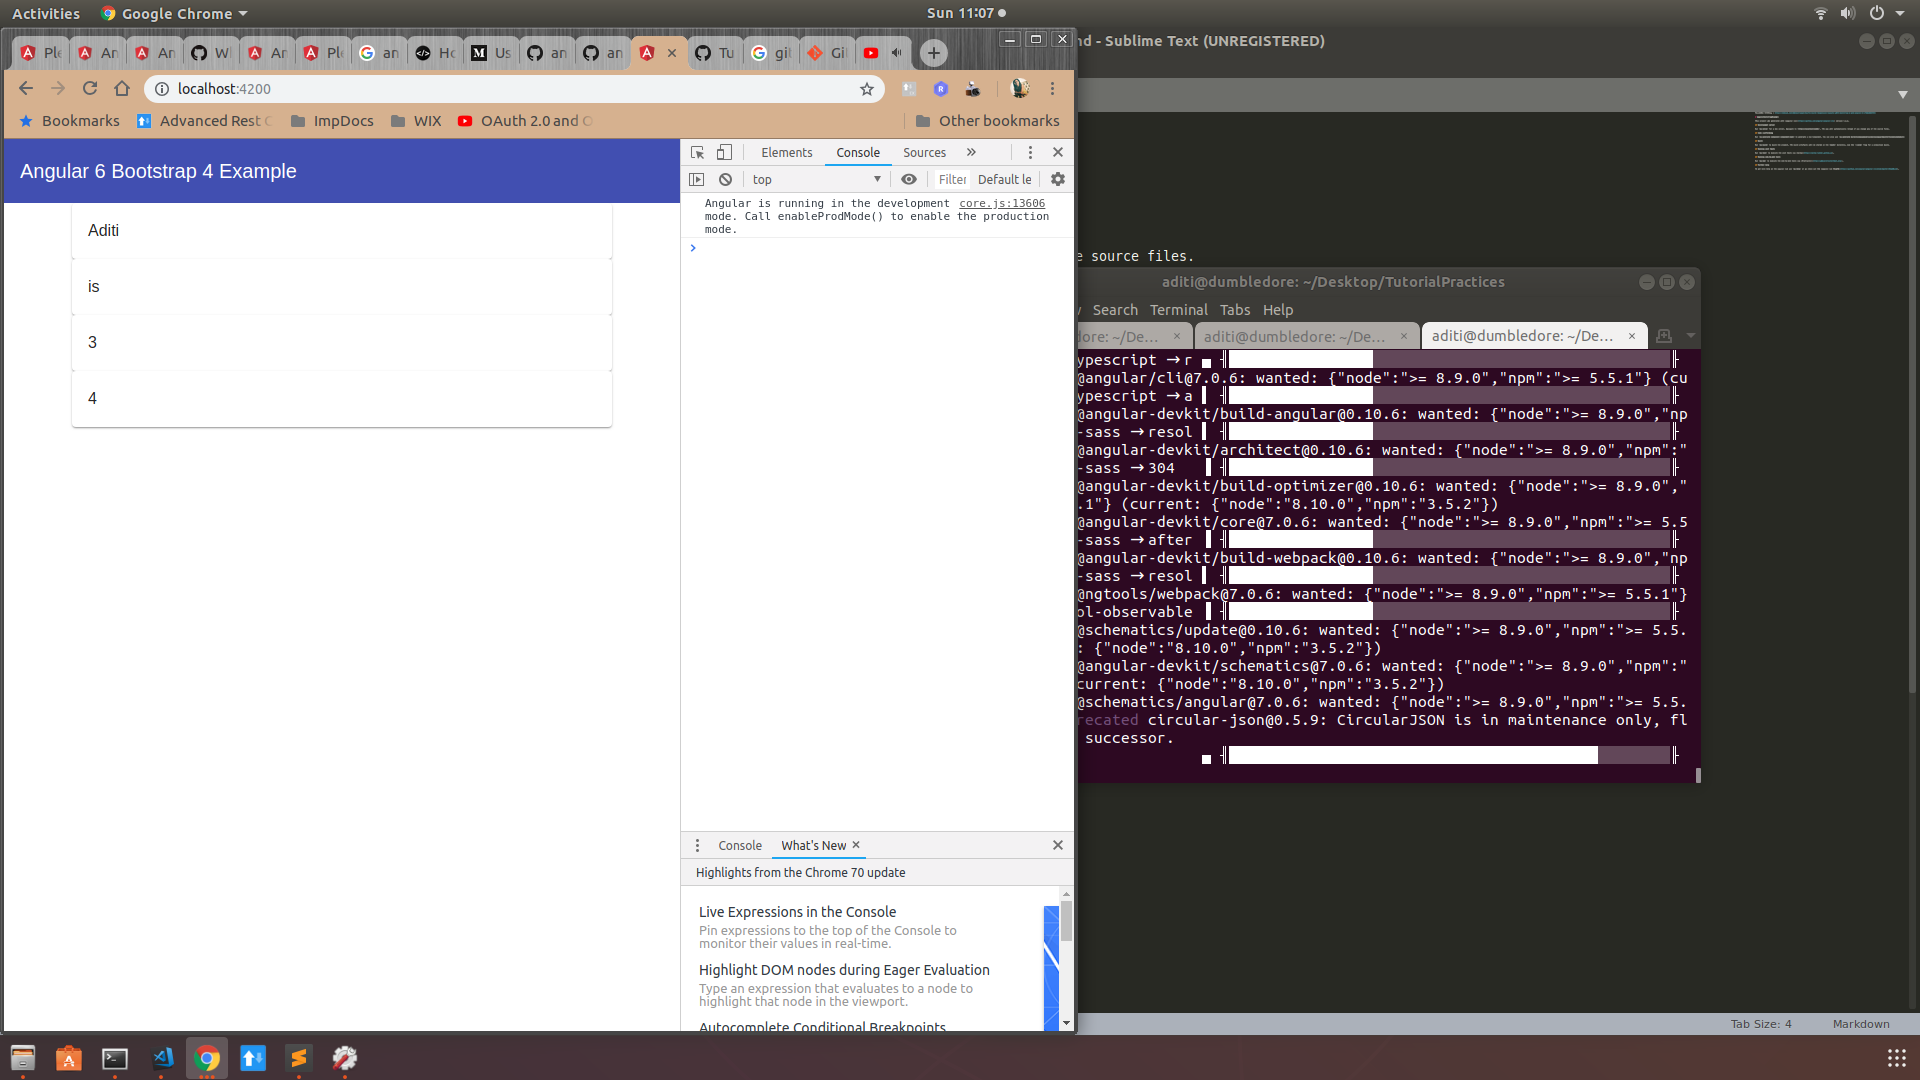 Activities
Google Chrome
Sun 11:07
nd - Sublime Text (UNREGISTERED)
Ple
An
An
Wh
An
Ple
an
Ho
Us
an
an
Tu
git
Git
localhost:4200
Bookmarks
Advanced Rest C
ImpDocs
WIX
OAuth 2.0 and O
Other bookmarks
Angular 6 Bootstrap 4 Example
Aditi
is
3
4
Elements
Console
Sources
top
Filter
Default le
Angular is running in the development core.js:13606
mode. Call enableProdMode() to enable the production
mode.
Console
What's New
Highlights from the Chrome 70 update
Live Expressions in the Console
Pin expressions to the top of the Console to
monitor their values in real-time.
Highlight DOM nodes during Eager Evaluation
Type an expression that evaluates to a node to
highlight that node in the viewport.
Autocomplete Conditional Breakpoints
e source files.
aditi@dumbledore: ~/Desktop/TutorialPractices
Search Terminal Tabs Help
dore: ~/De...
aditi@dumbledore: ~/De...
aditi@dumbledore: ~/De...
ypescript → r
@angular/cli@7.0.6: wanted: {"node":">= 8.9.0","npm":">= 5.5.1"} (cu
ypescript → a
@angular-devkit/build-angular@0.10.6: wanted: {"node":">= 8.9.0","np
-sass → resol
@angular-devkit/architect@0.10.6: wanted: {"node":">= 8.9.0","npm":"
-sass → 304
@angular-devkit/build-optimizer@0.10.6: wanted: {"node":">= 8.9.0","
.1"} (current: {"node":"8.10.0","npm":"3.5.2"})
@angular-devkit/core@7.0.6: wanted: {"node":">= 8.9.0","npm":">= 5.5
-sass → after
@angular-devkit/build-webpack@0.10.6: wanted: {"node":">= 8.9.0","np
-sass → resol
@ngtools/webpack@7.0.6: wanted: {"node":">= 8.9.0","npm":">= 5.5.1"}
ol-observable
@schematics/update@0.10.6: wanted: {"node":">= 8.9.0","npm":">= 5.5.
: {"node":"8.10.0","npm":"3.5.2"})
@angular-devkit/schematics@7.0.6: wanted: {"node":">= 8.9.0","npm":"
current: {"node":"8.10.0","npm":"3.5.2"})
@schematics/angular@7.0.6: wanted: {"node":">= 8.9.0","npm":">= 5.5.
recated circular-json@0.5.9: CircularJSON is in maintenance only, fl
successor.
Tab Size: 4
Markdown